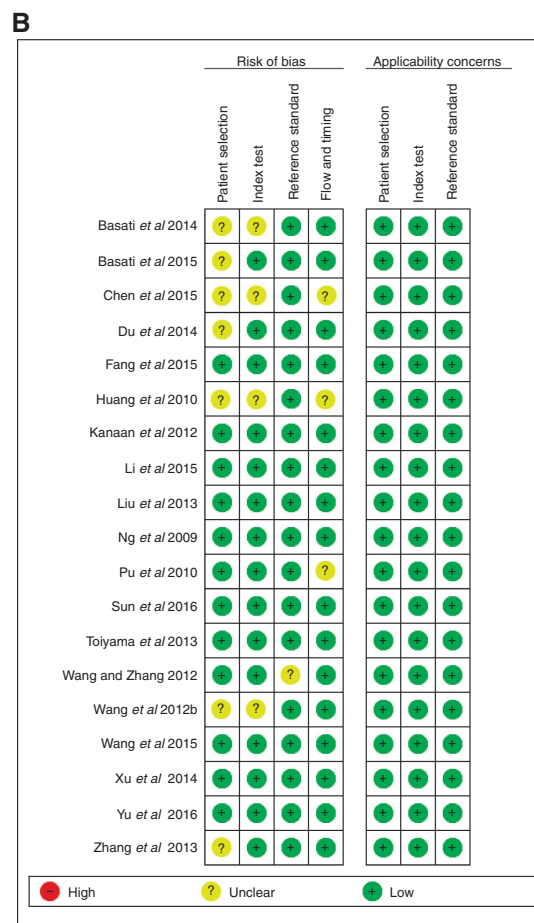 B
Risk of bias
Applicability concerns
Patient selection
Index test
Reference standard
Flow and timing
Patient selection
Index test
Reference standard
Basati et al 2014 ? ? + + + + +
Basati et al 2015 ? + + + + + +
Chen et al 2015 ? ? + ? + + +
Du et al 2014 ? + + + + + +
Fang et al 2015 + + + + + + +
Huang et al 2010 ? ? + ? + + +
Kanaan et al 2012 + + + + + + +
Li et al 2015 + + + + + + +
Liu et al 2013 + + + + + + +
Ng et al 2009 + + + + + + +
Pu et al 2010 + + + ? + + +
Sun et al 2016 + + + + + + +
Toiyama et al 2013 + + + + + + +
Wang and Zhang 2012 + + ? + + + +
Wang et al 2012b ? ? + + + + +
Wang et al 2015 + + + + + + +
Xu et al 2014 + + + + + + +
Yu et al 2016 + + + + + + +
Zhang et al 2013 ? + + + + + +
− High ? Unclear + Low